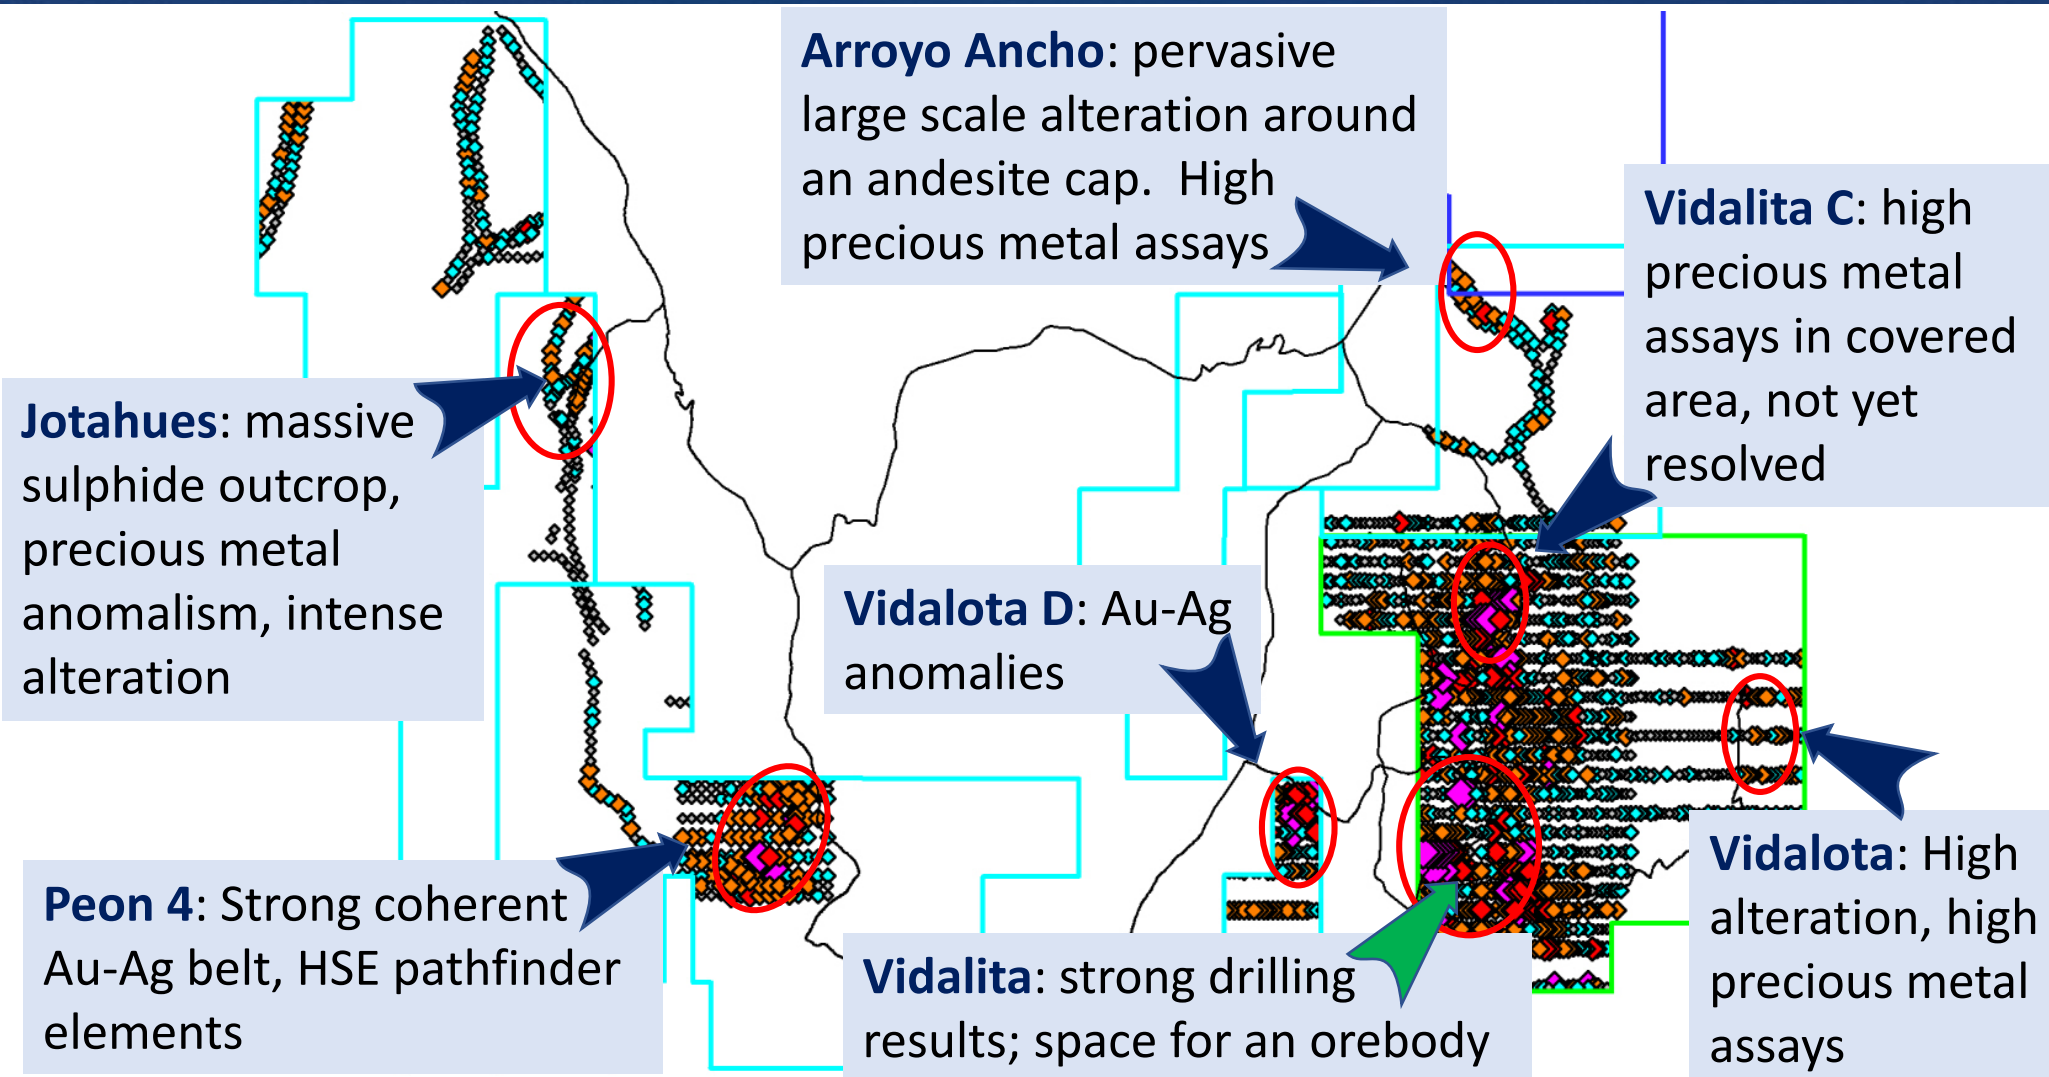 Arroyo Ancho: pervasive
large scale alteration around
an andesite cap.  High
precious metal assays
Vidalita C: high
precious metal
assays in covered
area, not yet
resolved
Jotahues: massive
sulphide outcrop,
precious metal
anomalism, intense
alteration
Vidalota D: Au-Ag
anomalies
Peon 4: Strong coherent
Au-Ag belt, HSE pathfinder
elements
Vidalita: strong drilling
results; space for an orebody
Vidalota: High
alteration, high
precious metal
assays